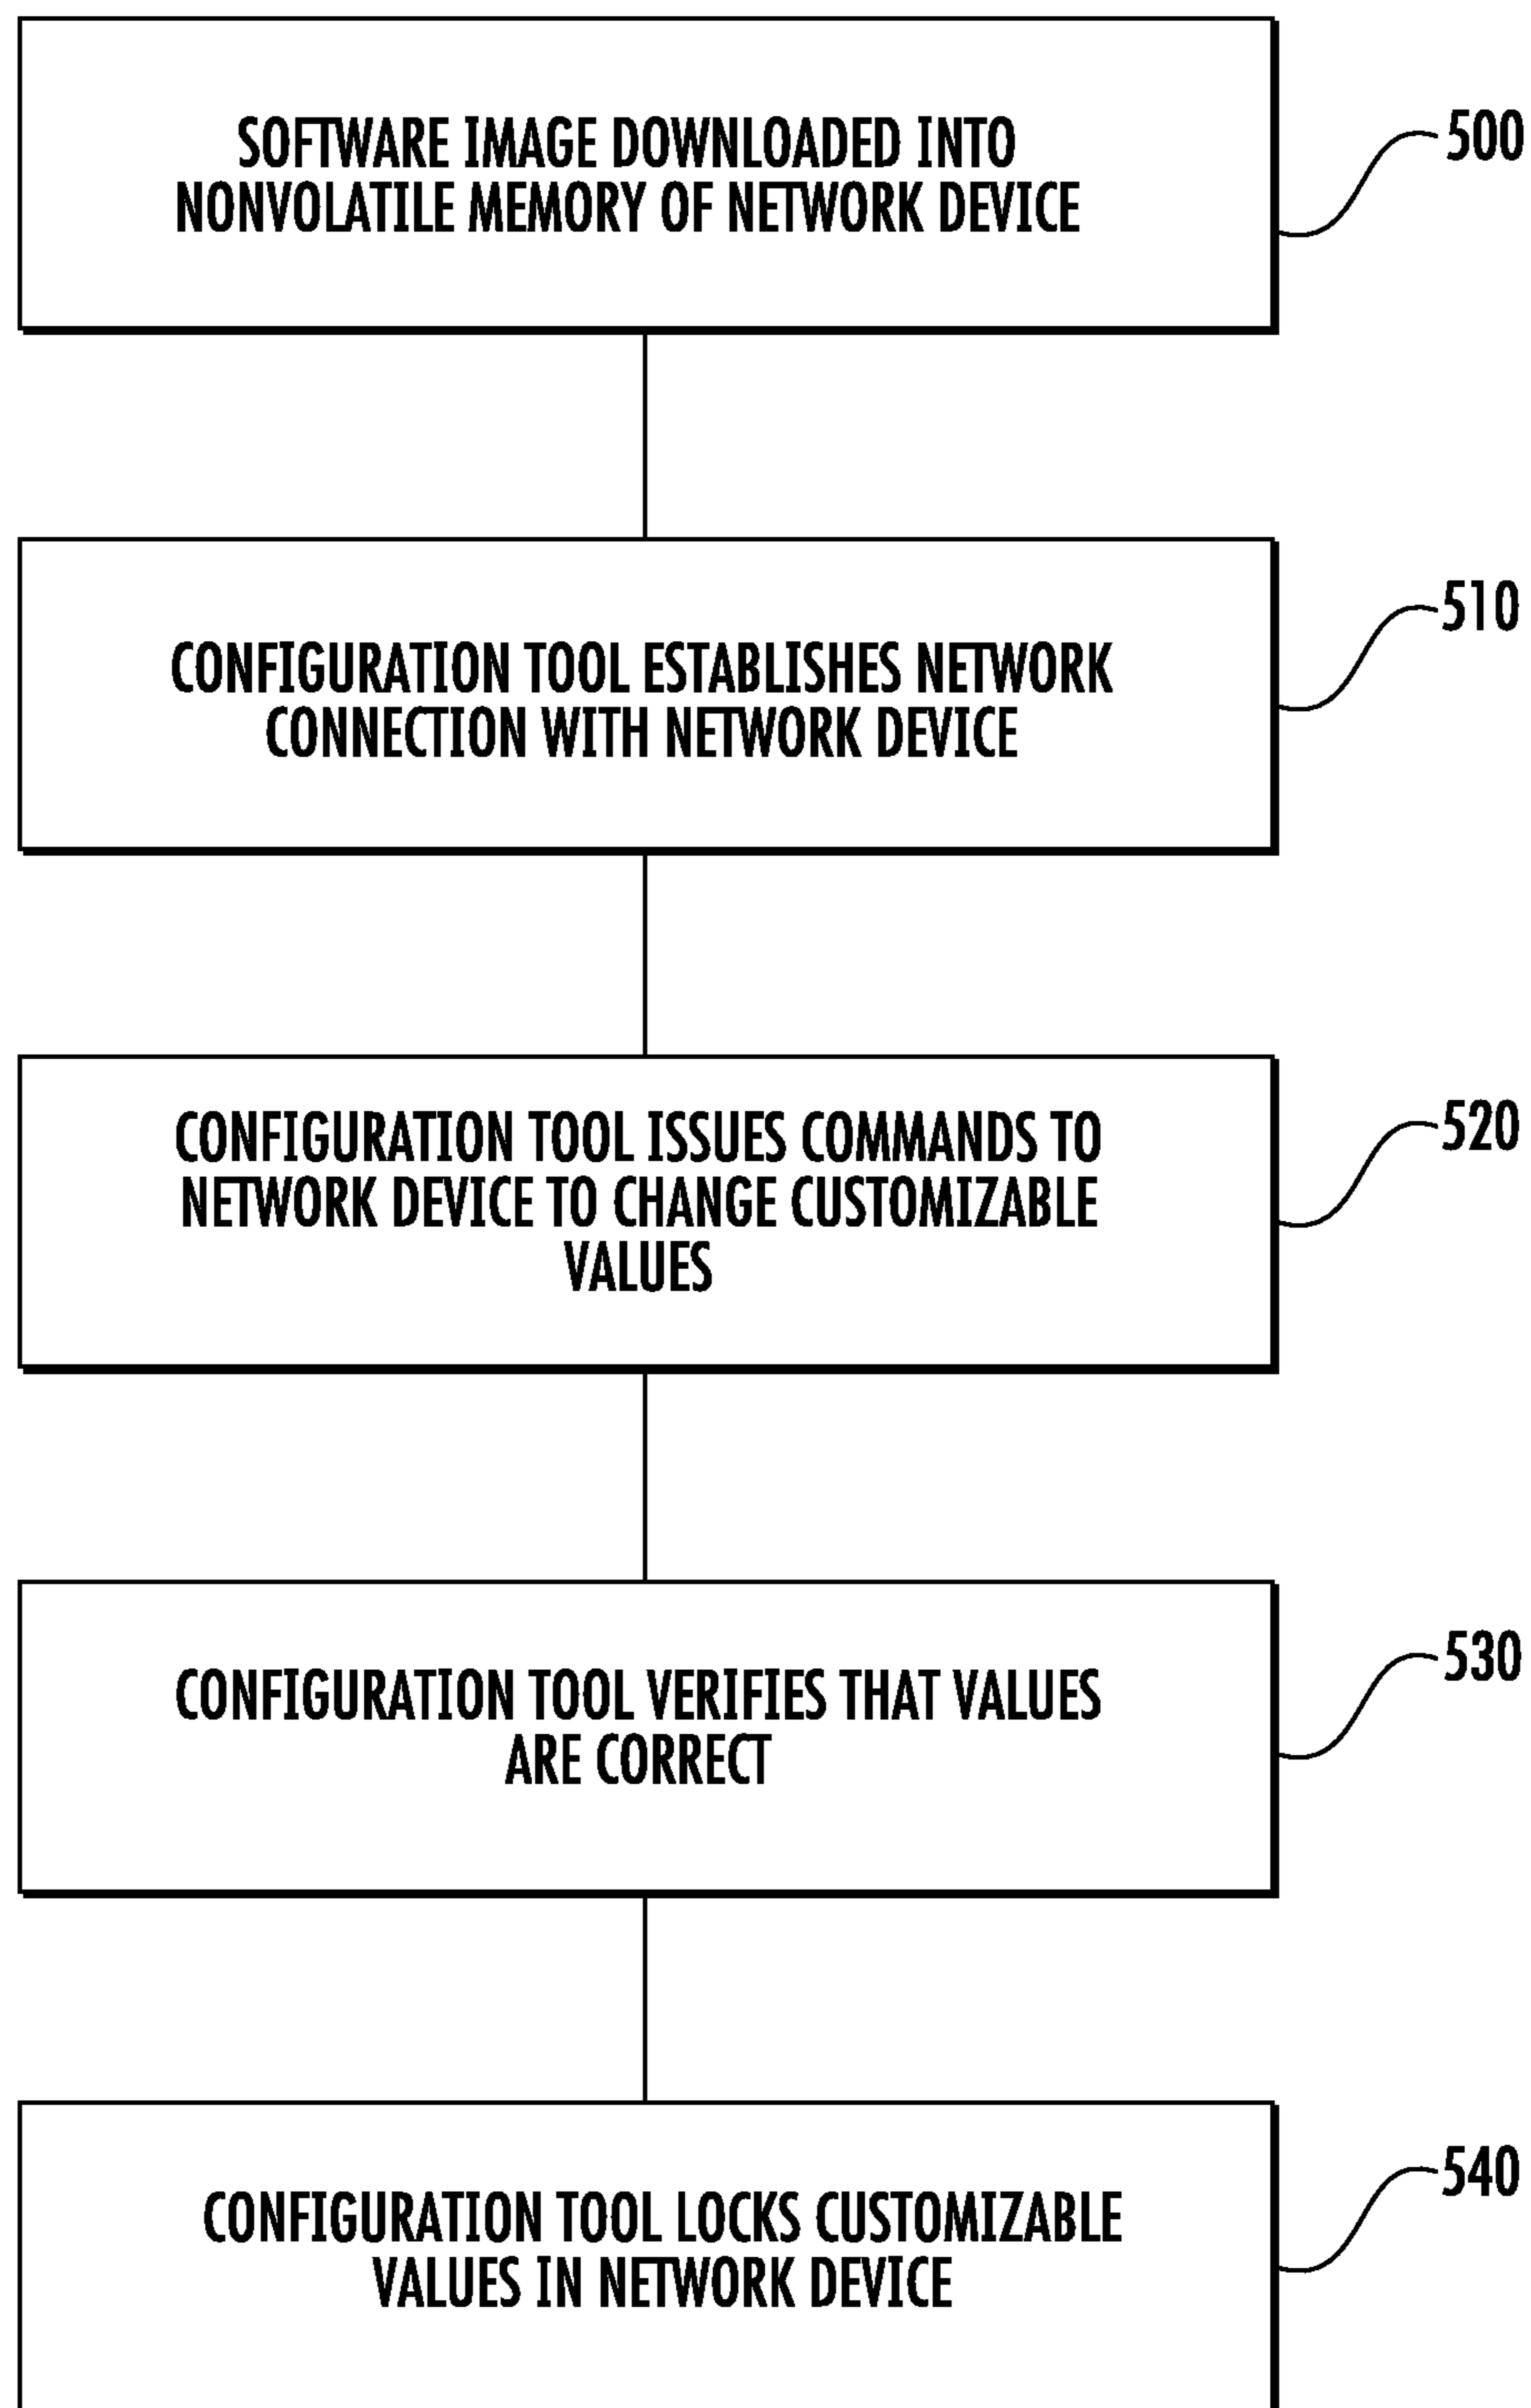 SOFTWARE IMAGE DOWNLOADED INTO
NONVOLATILE MEMORY OF NETWORK DEVICE
500
CONFIGURATION TOOL ESTABLISHES NETWORK
CONNECTION WITH NETWORK DEVICE
510
CONFIGURATION TOOL ISSUES COMMANDS TO
NETWORK DEVICE TO CHANGE CUSTOMIZABLE
VALUES
520
CONFIGURATION TOOL VERIFIES THAT VALUES
ARE CORRECT
530
CONFIGURATION TOOL LOCKS CUSTOMIZABLE
VALUES IN NETWORK DEVICE
540